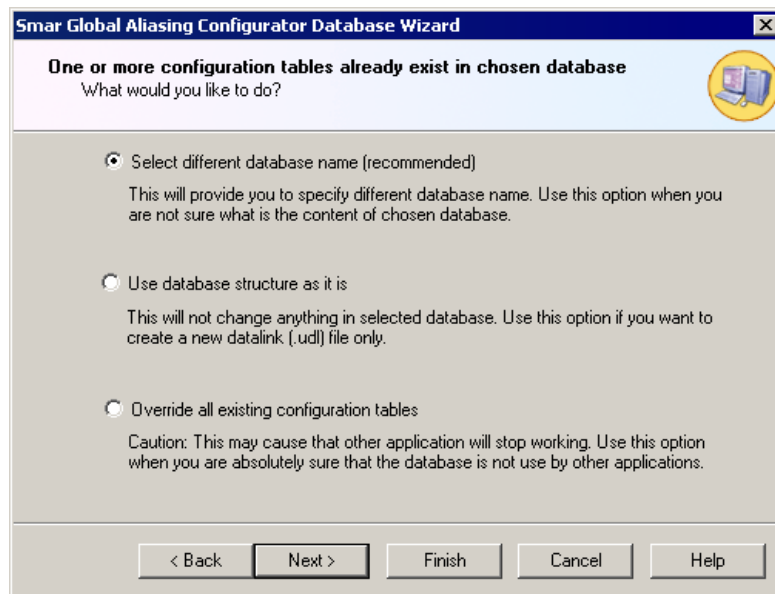 Smar Global Aliasing Configurator Database Wizard
One or more configuration tables already exist in chosen database
What would you like to do?
Select different database name (recommended)
This will provide you to specify different database name. Use this option when you
are not sure what is the content of chosen database.
Use database structure as it is
This will not change anything in selected database. Use this option if you want to
create a new datalink (.udl) file only.
Override all existing configuration tables
Caution: This may cause that other application will stop working. Use this option
when you are absolutely sure that the database is not use by other applications.
< Back Next > Finish Cancel Help